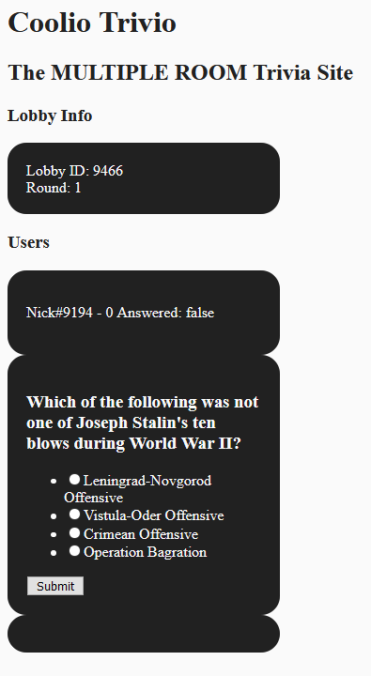 Coolio Trivio
The MULTIPLE ROOM Trivia Site
Lobby Info
Lobby ID: 9466
Round: 1
Users
Nick#9194 - 0 Answered: false
Which of the following was not
one of Joseph Stalin's ten
blows during World War II?
Leningrad-Novgorod
Offensive
Vistula-Oder Offensive
Crimean Offensive
Operation Bagration
Submit